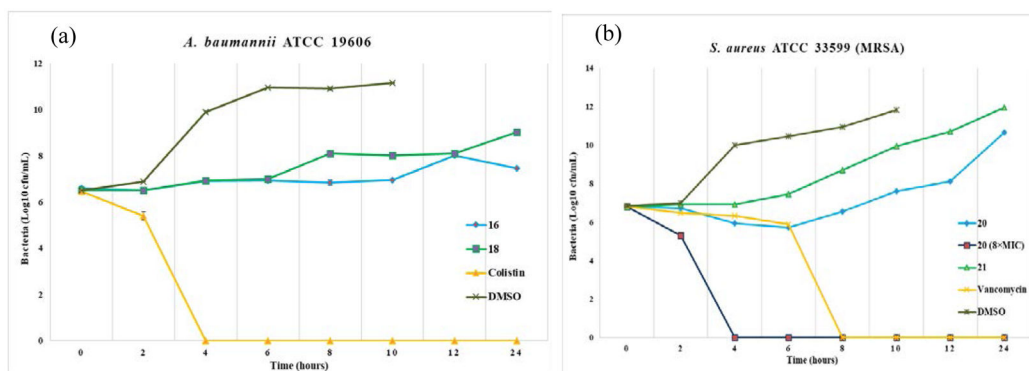 (a)
A. baumannii ATCC 19606
12
10
8
6
4
2
0
Bacteria (Log10 cfu/mL)
0 2 4 6 8 10 12 24
Time (hours)
16
18
Colistin
DMSO
(b)
S. aureus ATCC 33599 (MRSA)
14
12
10
8
6
4
2
0
Bacteria (Log10 cfu/mL)
0 2 4 6 8 10 12 24
Time (hours)
20
20 (8×MIC)
21
Vancomycin
DMSO